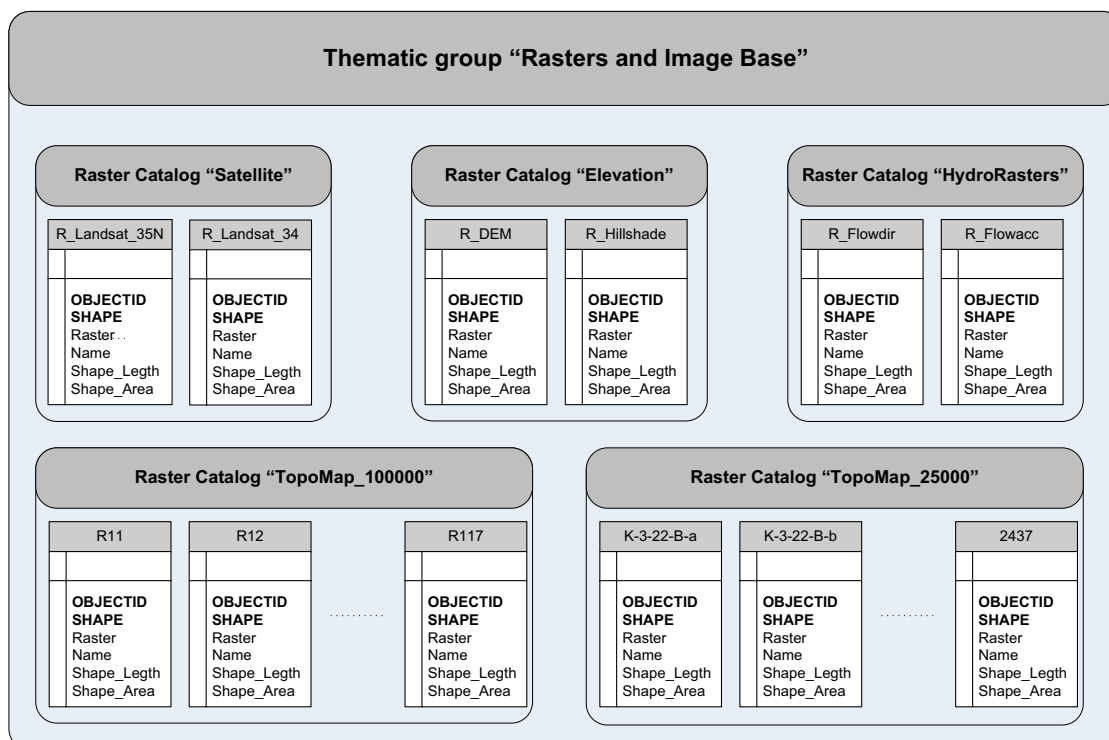 Thematic group “Rasters and Image Base”
Raster Catalog “Satellite”
R_Landsat_35N
OBJECTID
SHAPE
Raster. .
Name
Shape_Legth
Shape_Area
R_Landsat_34
OBJECTID
SHAPE
Raster
Name
Shape_Legth
Shape_Area
Raster Catalog “Elevation”
R_DEM
OBJECTID
SHAPE
Raster
Name
Shape_Legth
Shape_Area
R_Hillshade
OBJECTID
SHAPE
Raster
Name
Shape_Legth
Shape_Area
Raster Catalog “HydroRasters”
R_Flowdir
OBJECTID
SHAPE
Raster
Name
Shape_Legth
Shape_Area
R_Flowacc
OBJECTID
SHAPE
Raster
Name
Shape_Legth
Shape_Area
Raster Catalog “TopoMap_100000”
R11
OBJECTID
SHAPE
Raster
Name
Shape_Legth
Shape_Area
R12
OBJECTID
SHAPE
Raster
Name
Shape_Legth
Shape_Area
..........
R117
OBJECTID
SHAPE
Raster
Name
Shape_Legth
Shape_Area
Raster Catalog “TopoMap_25000”
K-3-22-B-a
OBJECTID
SHAPE
Raster
Name
Shape_Legth
Shape_Area
K-3-22-B-b
OBJECTID
SHAPE
Raster
Name
Shape_Legth
Shape_Area
..........
2437
OBJECTID
SHAPE
Raster
Name
Shape_Legth
Shape_Area